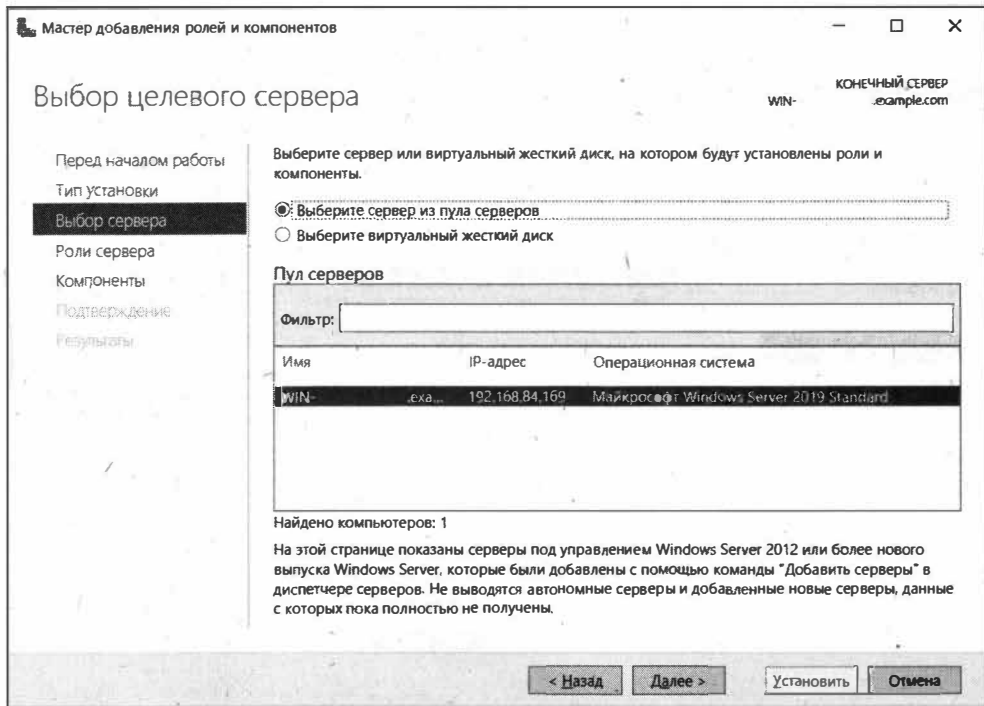 Мастер добавления ролей и компонентов
Выбор целевого сервера
КОНЕЧНЫЙ СЕРВЕР
WIN- .example.com
Перед началом работы
Тип установки
Выбор сервера
Роли сервера
Компоненты
Подтверждение
Результаты
Выберите сервер или виртуальный жесткий диск, на котором будут установлены роли и
компоненты.
Выберите сервер из пула серверов
Выберите виртуальный жесткий диск
Пул серверов
Фильтр:
Имя IP-адрес Операционная система
WIN- .exa... 192.168.84.169 Майкрософт Windows Server 2019 Standard
Найдено компьютеров: 1
На этой странице показаны серверы под управлением Windows Server 2012 или более нового
выпуска Windows Server, которые были добавлены с помощью команды "Добавить серверы" в
диспетчере серверов. Не выводятся автономные серверы и добавленные новые серверы, данные
с которых пока полностью не получены.
< Назад Далее > Установить Отмена